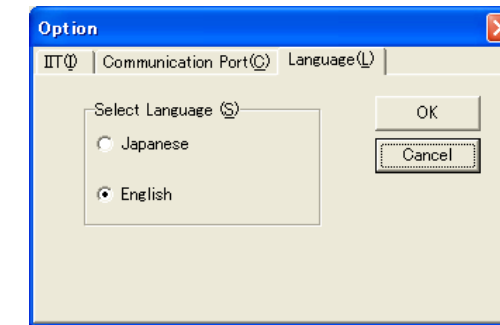 Option
IIT(I) Communication Port(C) Language(L)
Select Language (S)
Japanese
English
OK
Cancel